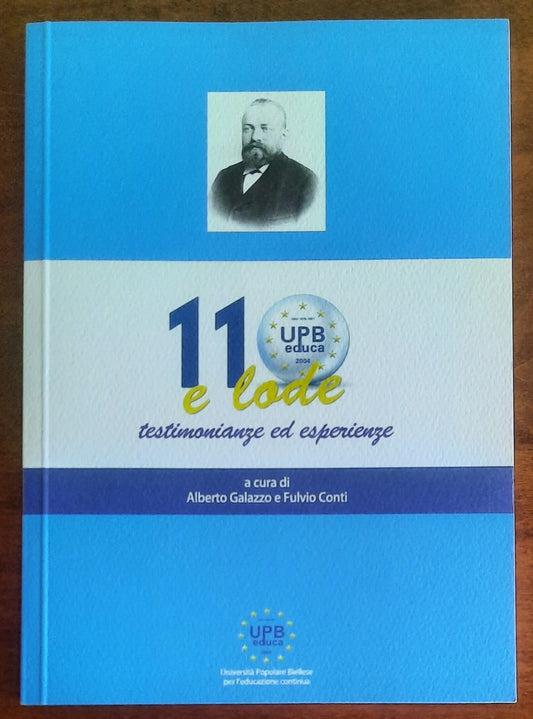 110
UPB
educa
2004
e lode
testimonianze ed esperienze
a cura di
Alberto Galazzo e Fulvio Conti
UPB
educa
Università Popolare Biellese
per l'educazione continua